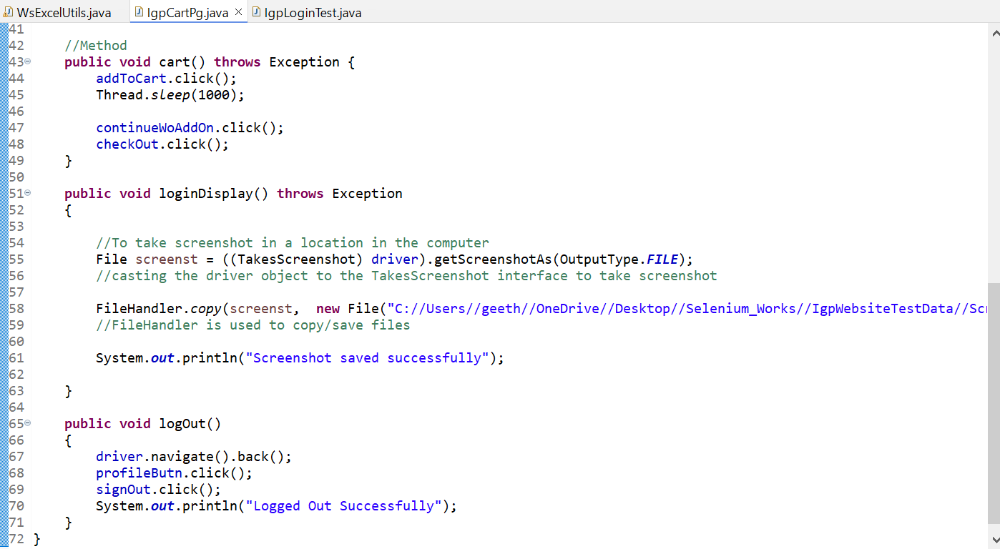 WsExcelUtils.java IgpCartPg.java IgpLoginTest.java
41
42 //Method
43 public void cart() throws Exception {
44 addToCart.click();
45 Thread.sleep(1000);
46
47 continueWoAddOn.click();
48 checkOut.click();
49 }
50
51 public void loginDisplay() throws Exception
52 {
53
54 //To take screenshot in a location in the computer
55 File screenst = ((TakesScreenshot) driver).getScreenshotAs(OutputType.FILE);
56 //casting the driver object to the TakesScreenshot interface to take screenshot
57
58 FileHandler.copy(screenst, new File("C://Users//geeth//OneDrive//Desktop//Selenium_Works//IgpWebsiteTestData//Scr
59 //FileHandler is used to copy/save files
60
61 System.out.println("Screenshot saved successfully");
62
63 }
64
65 public void logOut()
66 {
67 driver.navigate().back();
68 profileButn.click();
69 signOut.click();
70 System.out.println("Logged Out Successfully");
71 }
72 }